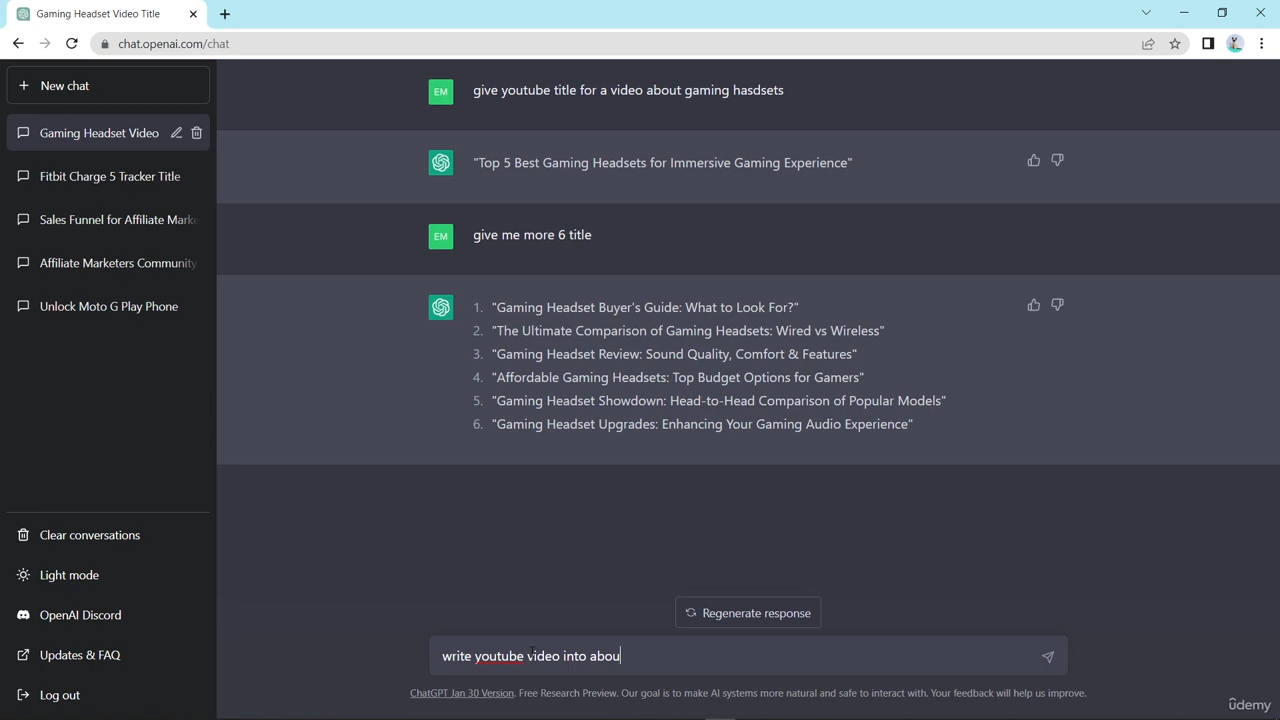 Gaming Headset Video Title
chat.openai.com/chat
New chat
Gaming Headset Video
Fitbit Charge 5 Tracker Title
Sales Funnel for Affiliate Marke
Affiliate Marketers Community
Unlock Moto G Play Phone
Clear conversations
Light mode
OpenAI Discord
Updates & FAQ
Log out
EM
give youtube title for a video about gaming hasdsets
"Top 5 Best Gaming Headsets for Immersive Gaming Experience"
EM
give me more 6 title
1. "Gaming Headset Buyer's Guide: What to Look For?"
2. "The Ultimate Comparison of Gaming Headsets: Wired vs Wireless"
3. "Gaming Headset Review: Sound Quality, Comfort & Features"
4. "Affordable Gaming Headsets: Top Budget Options for Gamers"
5. "Gaming Headset Showdown: Head-to-Head Comparison of Popular Models"
6. "Gaming Headset Upgrades: Enhancing Your Gaming Audio Experience"
Regenerate response
write youtube video into abou
ChatGPT Jan 30 Version. Free Research Preview. Our goal is to make AI systems more natural and safe to interact with. Your feedback will help us improve.
ûdemy